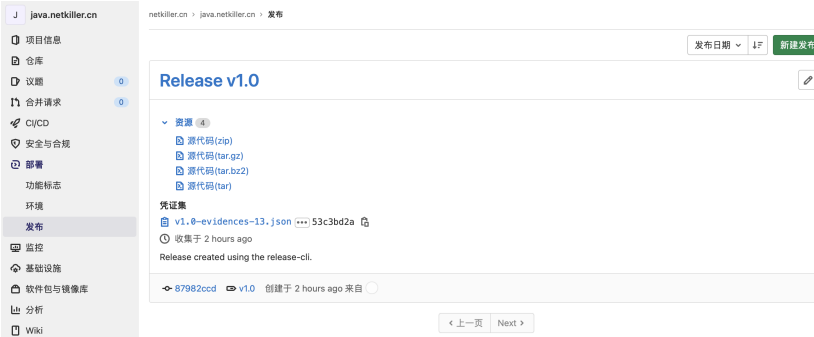 J java.netkiller.cn
项目信息
仓库
议题 0
合并请求 0
CI/CD
安全与合规
部署
功能标志
环境
发布
监控
基础设施
软件包与镜像库
分析
Wiki
netkiller.cn › java.netkiller.cn › 发布
发布日期
新建发布
Release v1.0
资源 4
源代码(zip)
源代码(tar.gz)
源代码(tar.bz2)
源代码(tar)
凭证集
v1.0-evidences-13.json ••• 53c3bd2a
收集于 2 hours ago
Release created using the release-cli.
87982ccd v1.0 创建于 2 hours ago 来自
‹ 上一页 Next ›